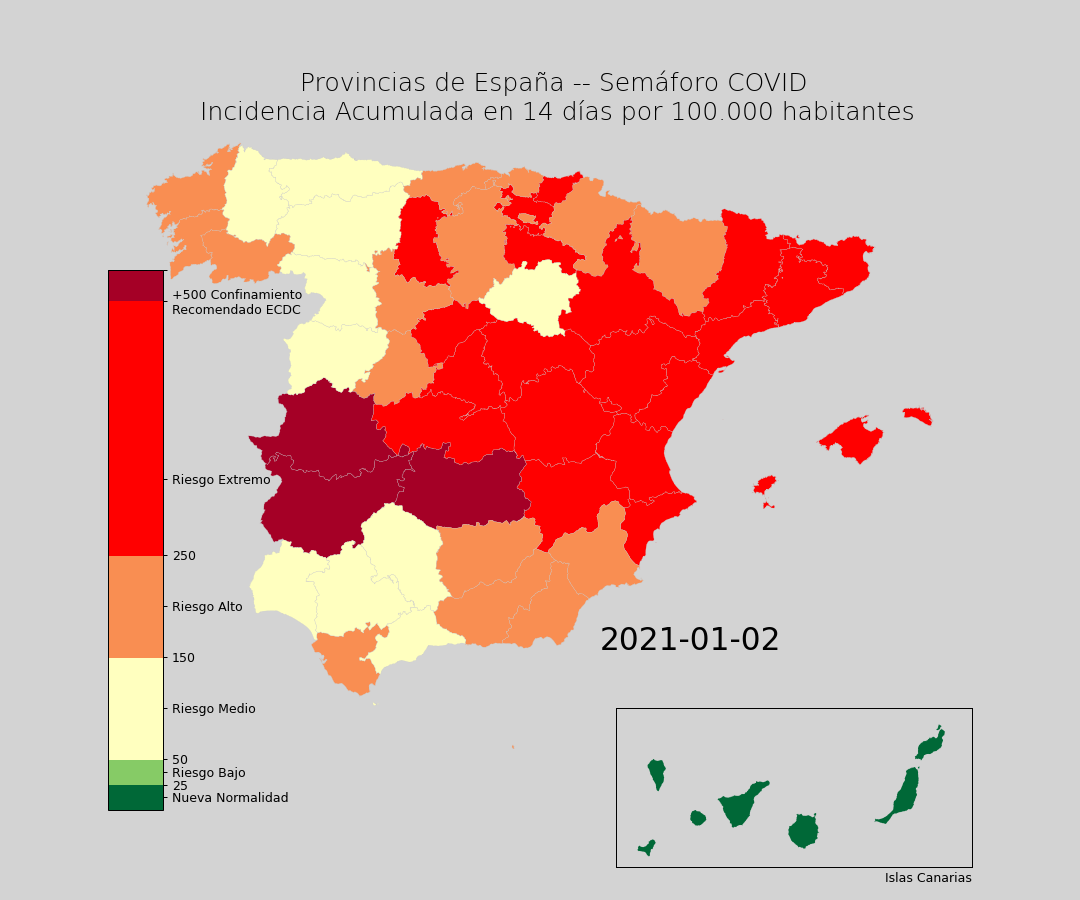 Provincias de España -- Semáforo COVID
Incidencia Acumulada en 14 días por 100.000 habitantes
+500 Confinamiento
Recomendado ECDC
Riesgo Extremo
250
Riesgo Alto
150
Riesgo Medio
50
Riesgo Bajo
25
Nueva Normalidad
2021-01-02
Islas Canarias